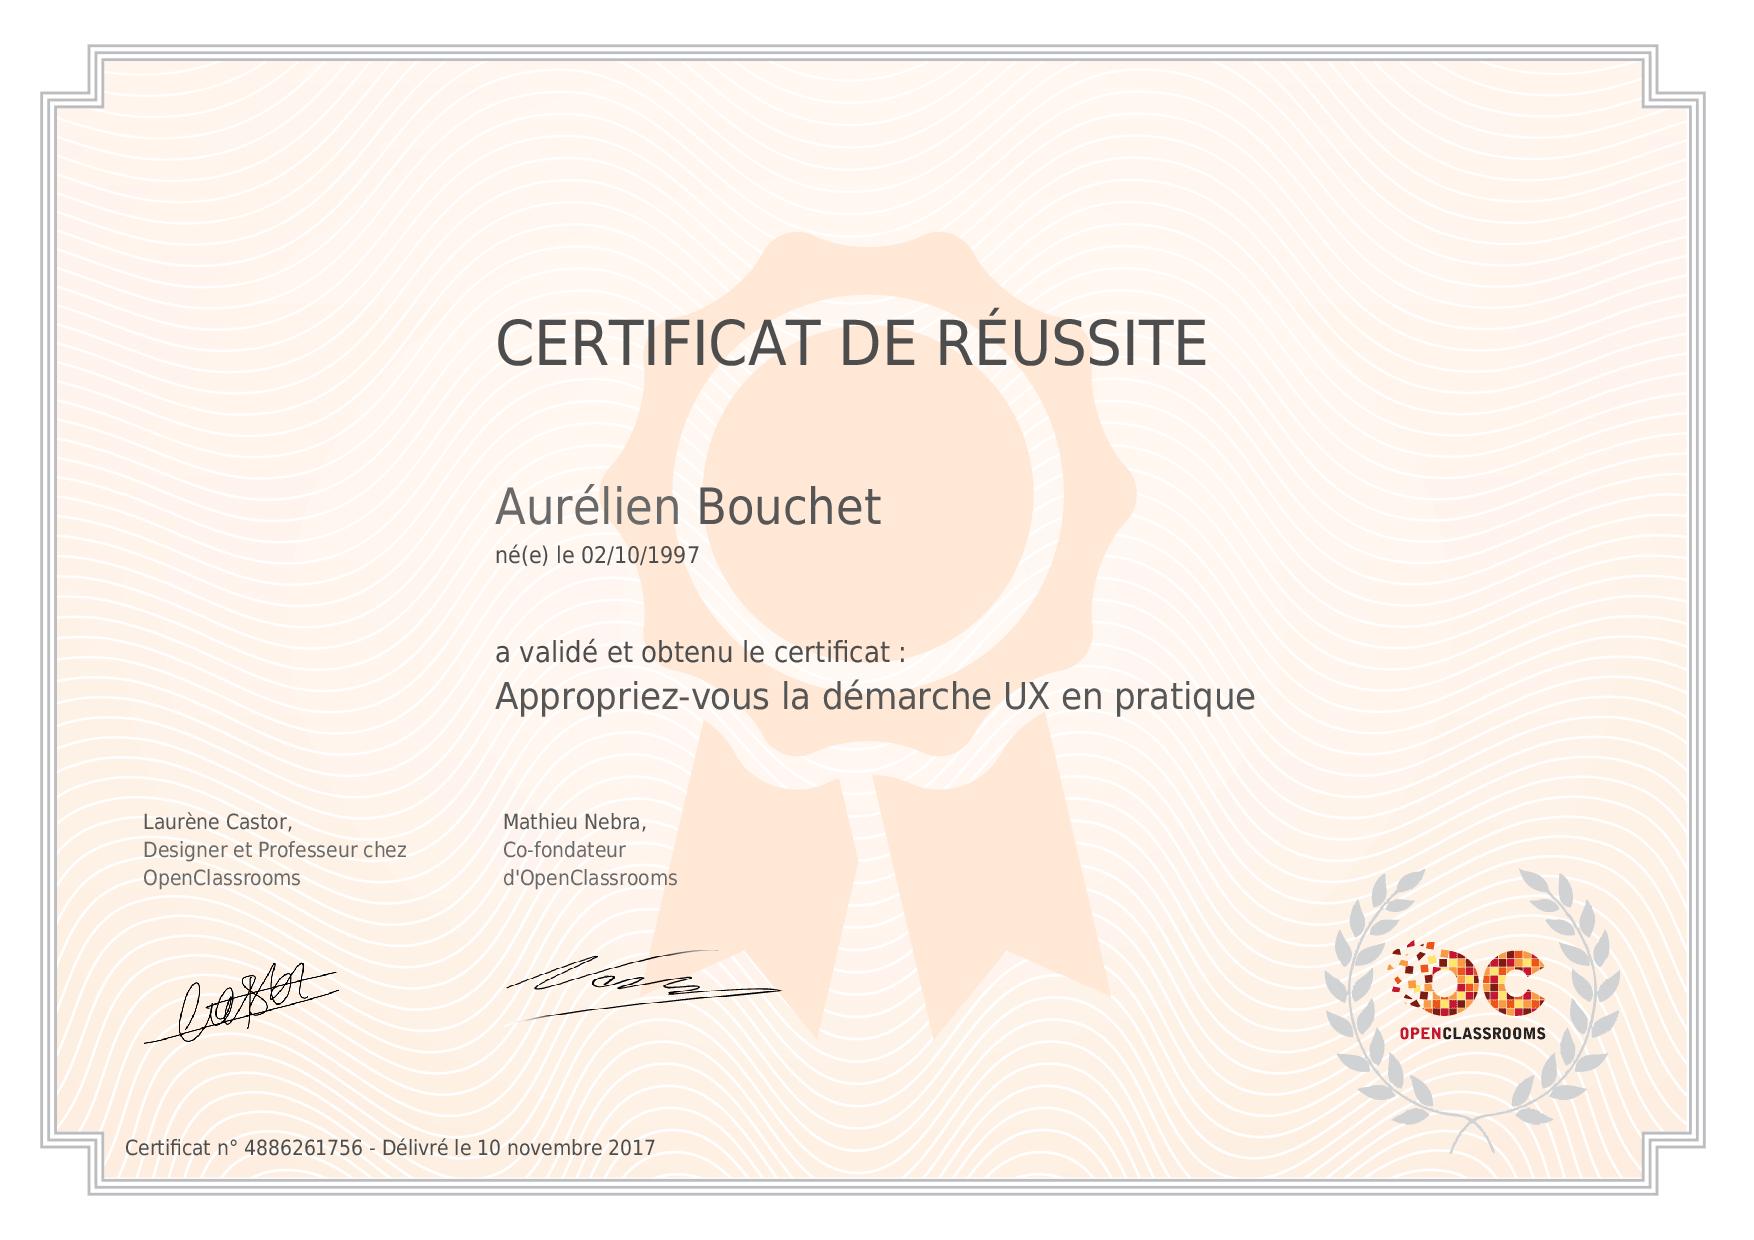 CERTIFICAT DE RÉUSSITE
Aurélien Bouchet
né(e) le 02/10/1997
a validé et obtenu le certificat :
Appropriez-vous la démarche UX en pratique
Laurène Castor,
Designer et Professeur chez
OpenClassrooms
Mathieu Nebra,
Co-fondateur
d'OpenClassrooms
OC
OPENCLASSROOMS
Certificat n° 4886261756 - Délivré le 10 novembre 2017